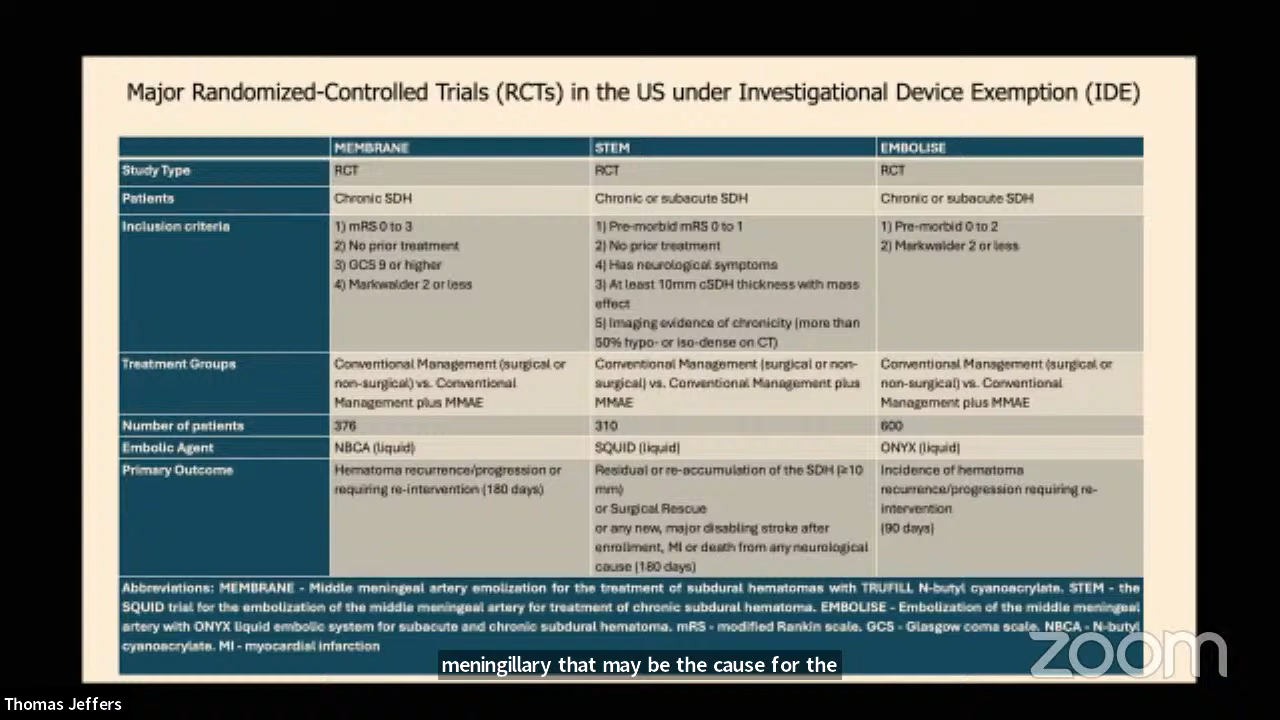 Major Randomized-Controlled Trials (RCTs) in the US under Investigational Device Exemption (IDE)
MEMBRANE STEM EMBOLISE
Study Type RCT RCT RCT
Patients Chronic SDH Chronic or subacute SDH Chronic or subacute SDH
Inclusion criteria
1) mRS 0 to 3
2) No prior treatment
3) GCS 9 or higher
4) Markwalder 2 or less
1) Pre-morbid mRS 0 to 1
2) No prior treatment
4) Has neurological symptoms
3) At least 10mm cSDH thickness with mass
effect
5) Imaging evidence of chronicity (more than
50% hypo- or iso-dense on CT)
1) Pre-morbid 0 to 2
2) Markwalder 2 or less
Treatment Groups
Conventional Management (surgical or
non-surgical) vs. Conventional
Management plus MMAE
Conventional Management (surgical or non-
surgical) vs. Conventional Management plus
MMAE
Conventional Management (surgical or
non-surgical) vs. Conventional
Management plus MMAE
Number of patients 376 310 600
Embolic Agent NBCA (liquid) SQUID (liquid) ONYX (liquid)
Primary Outcome
Hematoma recurrence/progression or
requiring re-intervention (180 days)
Residual or re-accumulation of the SDH (≥10
mm)
or Surgical Rescue
or any new, major disabling stroke after
enrollment, MI or death from any neurological
cause (180 days)
Incidence of hematoma
recurrence/progression requiring re-
intervention
(90 days)
Abbreviations: MEMBRANE - Middle meningeal artery emolization for the treatment of subdural hematomas with TRUFILL N-butyl cyanoacrylate. STEM - the
SQUID trial for the embolization of the middle meningeal artery for treatment of chronic subdural hematoma. EMBOLISE - Embolization of the middle meningeal
artery with ONYX liquid embolic system for subacute and chronic subdural hematoma. mRS - modified Rankin scale. GCS - Glasgow coma scale. NBCA - N-butyl
cyanoacrylate. MI - myocardial infarction
meningillary that may be the cause for the
zoom
Thomas Jeffers